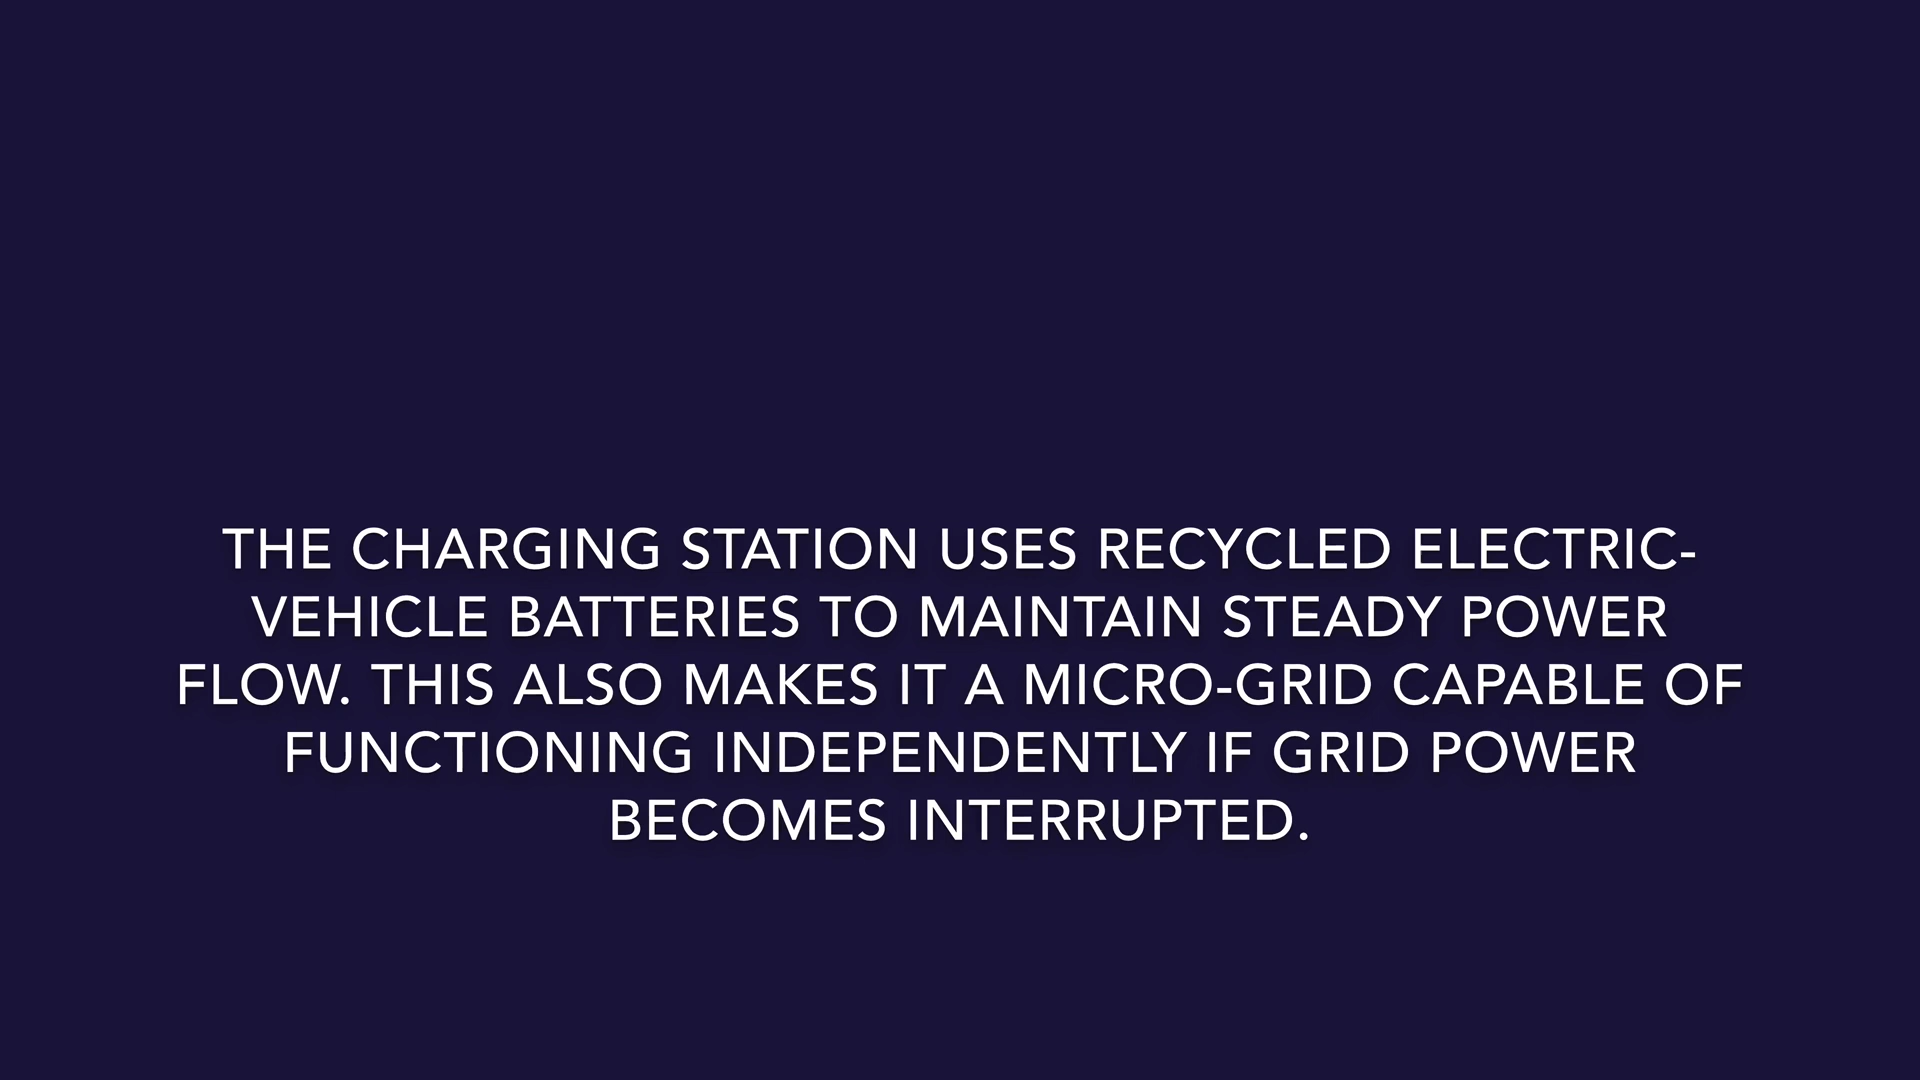 THE CHARGING STATION USES RECYCLED ELECTRIC-
VEHICLE BATTERIES TO MAINTAIN STEADY POWER
FLOW. THIS ALSO MAKES IT A MICRO-GRID CAPABLE OF
FUNCTIONING INDEPENDENTLY IF GRID POWER
BECOMES INTERRUPTED.